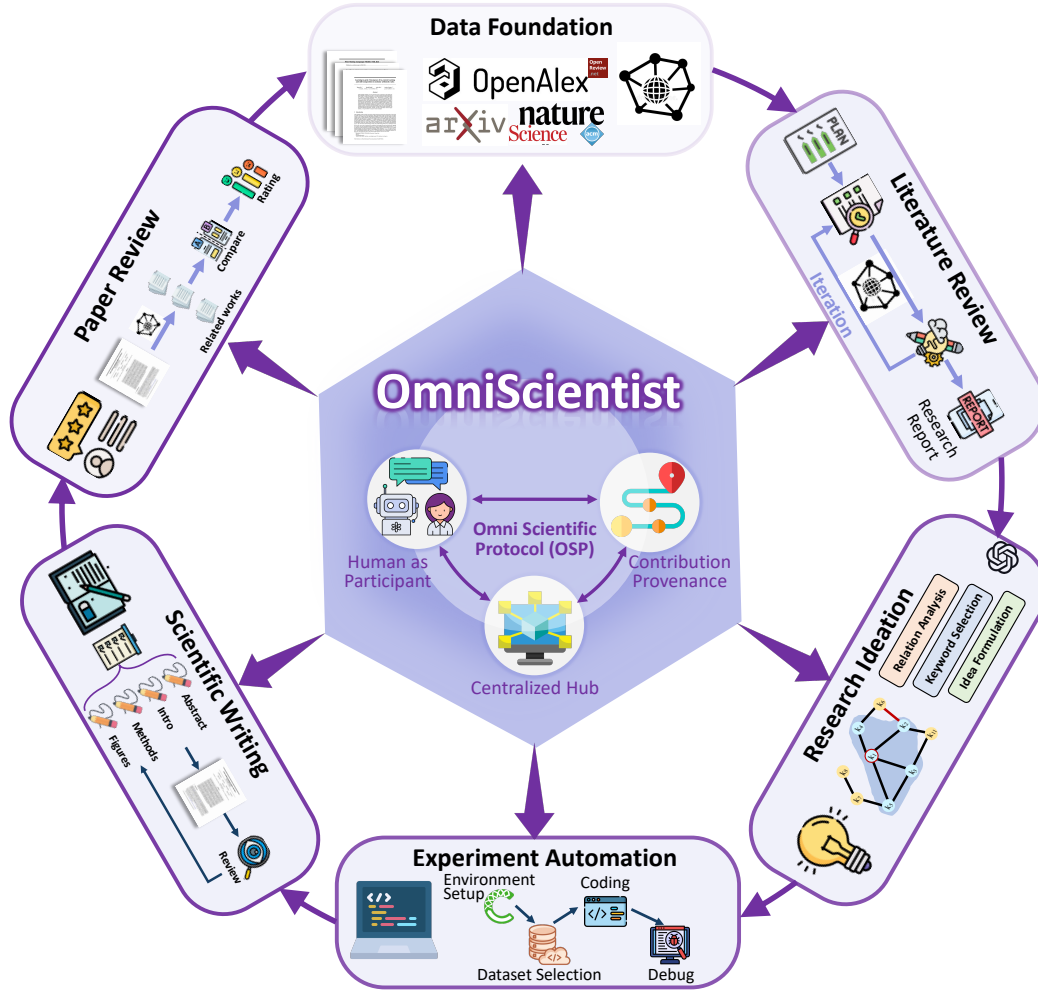 Data Foundation
OpenAlex
Open
Review
.net
arXiv
nature
Science
acm
Literature Review
PLAN
Iteration
REPORT
Research
Report
Research Ideation
Relation Analysis
Keyword Selection
Idea Formulation
Experiment Automation
Environment
Setup
</>
Dataset Selection
</>
Coding
</>
Debug
Scientific Writing
Abstract
Intro
Methods
Figures
Review
Paper Review
Rating
A
B
Compare
Related works
OmniScientist
Omni Scientific
Protocol (OSP)
Human as
Participant
Contribution
Provenance
Centralized Hub